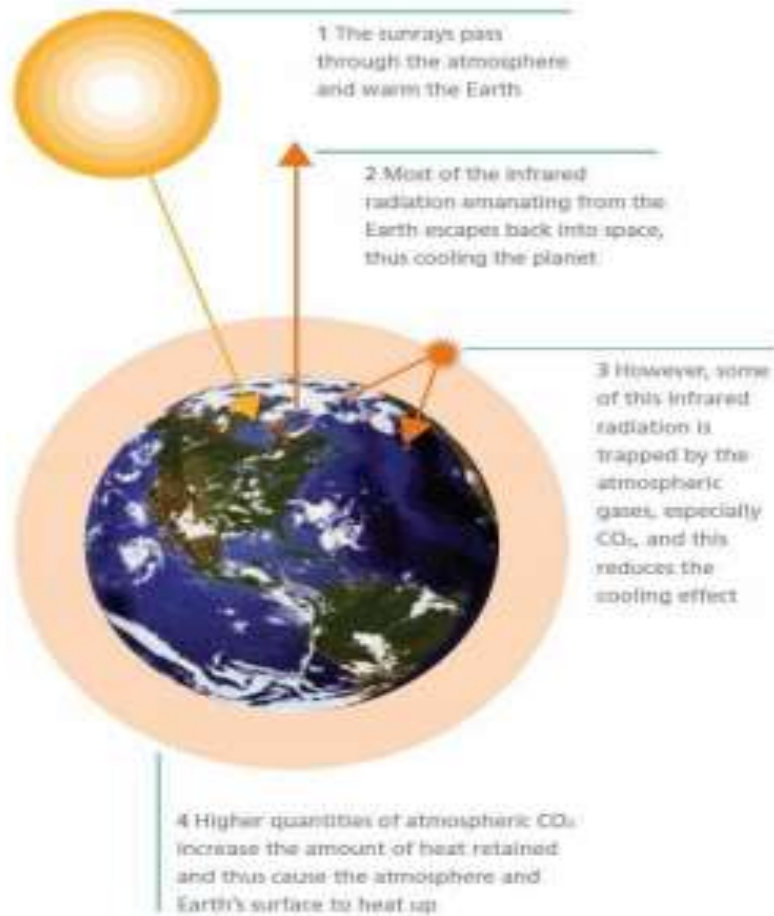 1 The sunrays pass
through the atmosphere
and warm the Earth
2 Most of the infrared
radiation emanating from the
Earth escapes back into space,
thus cooling the planet
3 However, some
of this infrared
radiation is
trapped by the
atmospheric
gases, especially
CO₂, and this
reduces the
cooling effect
4 Higher quantities of atmospheric CO₂
increase the amount of heat retained
and thus cause the atmosphere and
Earth's surface to heat up